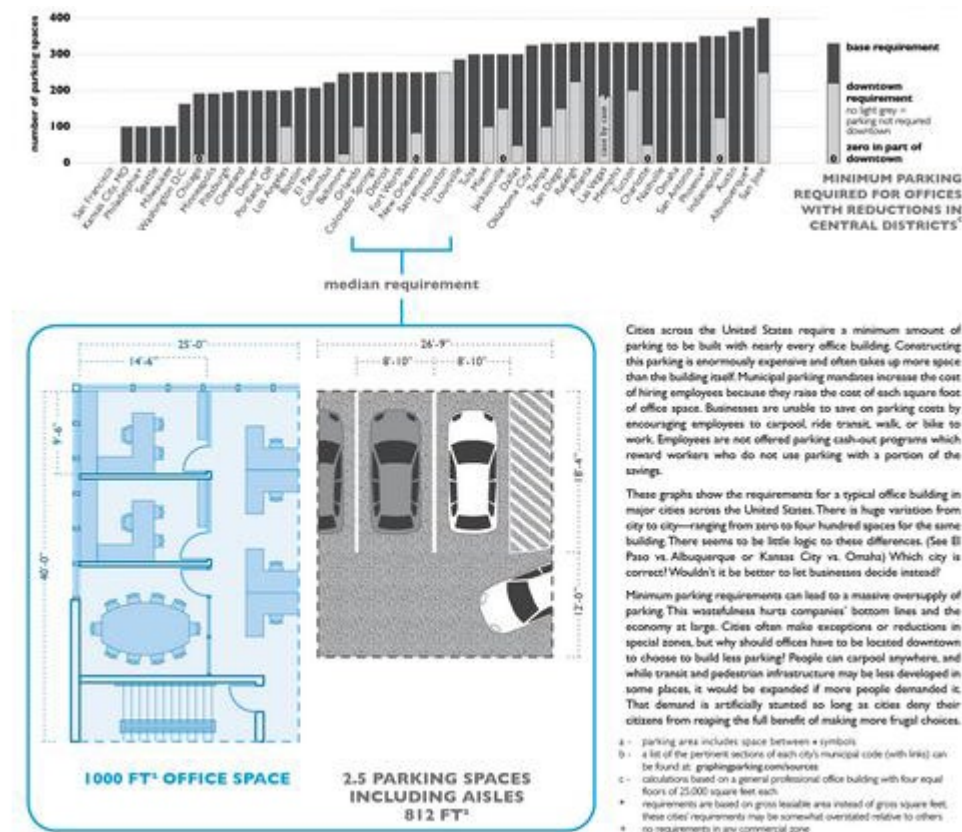 number of parking spaces
400
300
200
100
0
San Francisco
Kansas City, MO
Philadelphia*
Seattle
Milwaukee
Washington D.C.
Chicago
Minneapolis
Pittsburgh*
Cleveland
Denver
Portland, OR
Los Angeles
Boston
El Paso
Columbus
Baltimore
Orlando
Colorado Springs
Detroit
Fort Worth
New Orleans
Sacramento
Houston
Louisville
Tulsa
Miami
Jacksonville
Dallas
Oklahoma City*
Tampa
San Diego
Raleigh
Atlanta
Las Vegas
Memphis
Tucson
Charlotte
Nashville
Omaha
San Antonio
Phoenix*
Indianapolis
Austin
Albuquerque*
San Jose
0
0
0
case by case
0
0
base requirement
downtown
requirement
no light grey =
parking not required
downtown
zero in part of
downtown
0
MINIMUM PARKING
REQUIRED FOR OFFICES
WITH REDUCTIONS IN
CENTRAL DISTRICTS
median requirement
25'-0"
14'-6"
9'-6"
40'-0"
26'-9"
8'-10"
8'-10"
18'-4"
12'-0"
1000 FT² OFFICE SPACE
2.5 PARKING SPACES
INCLUDING AISLES
812 FT²
Cities across the United States require a minimum amount of
parking to be built with nearly every office building. Constructing
this parking is enormously expensive and often takes up more space
than the building itself. Municipal parking mandates increase the cost
of hiring employees because they raise the cost of each square foot
of office space. Businesses are unable to save on parking costs by
encouraging employees to carpool, ride transit, walk, or bike to
work. Employees are not offered parking cash-out programs which
reward workers who do not use parking with a portion of the
savings.
These graphs show the requirements for a typical office building in
major cities across the United States. There is huge variation from
city to city—ranging from zero to four hundred spaces for the same
building. There seems to be little logic to these differences. (See El
Paso vs. Albuquerque or Kansas City vs. Omaha) Which city is
correct? Wouldn't it be better to let businesses decide instead?
Minimum parking requirements can lead to a massive oversupply of
parking. This wastefulness hurts companies' bottom lines and the
economy at large. Cities often make exceptions or reductions in
special zones, but why should offices have to be located downtown
to choose to build less parking? People can carpool anywhere, and
while transit and pedestrian infrastructure may be less developed in
some places, it would be expanded if more people demanded it.
That demand is artificially stunted so long as cities deny their
citizens from reaping the full benefit of making more frugal choices.
a - parking area includes space between • symbols
b - a list of the pertinent sections of each city's municipal code (with links) can
be found at: graphingparking.com/sources
c - calculations based on a general professional office building with four equal
floors of 25,000 square feet each
* requirements are based on gross leasable area instead of gross square feet,
these cities' requirements may be somewhat overstated relative to others
+ no requirements in any commercial zone